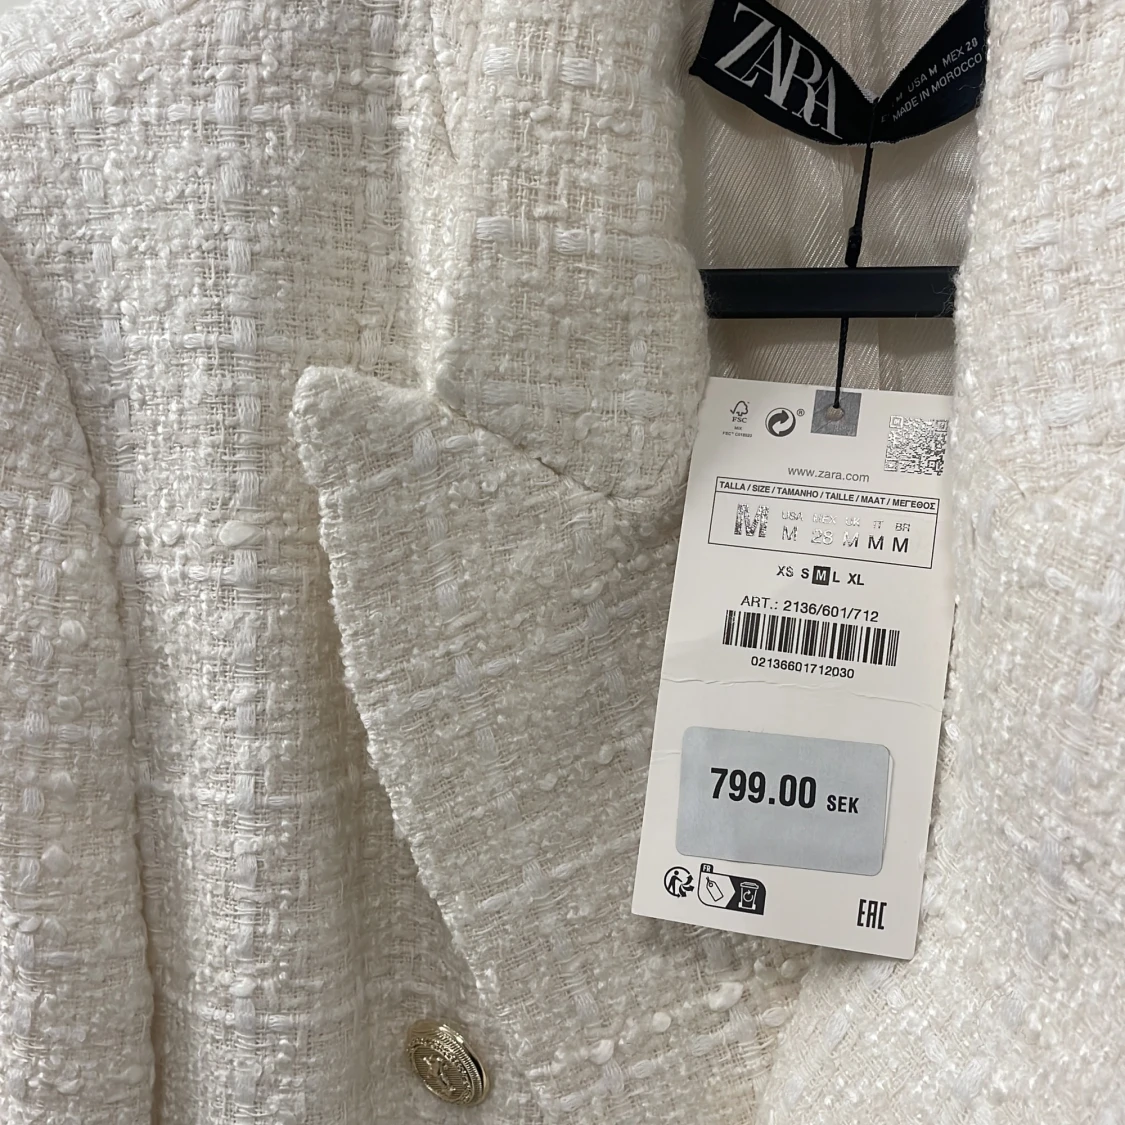 ZARA
M USA M MEX 28
MADE IN MOROCCO
FSC
MIX
®
www.zara.com
TALLA / SIZE / TAMANHO / TAILLE / MAAT / ΜΕΓΕΘΟΣ
USA MEX UK IT BR
M M 28 M M M
XS S M L XL
ART.: 2136/601/712
02136601712030
799.00 SEK
FR
EAC